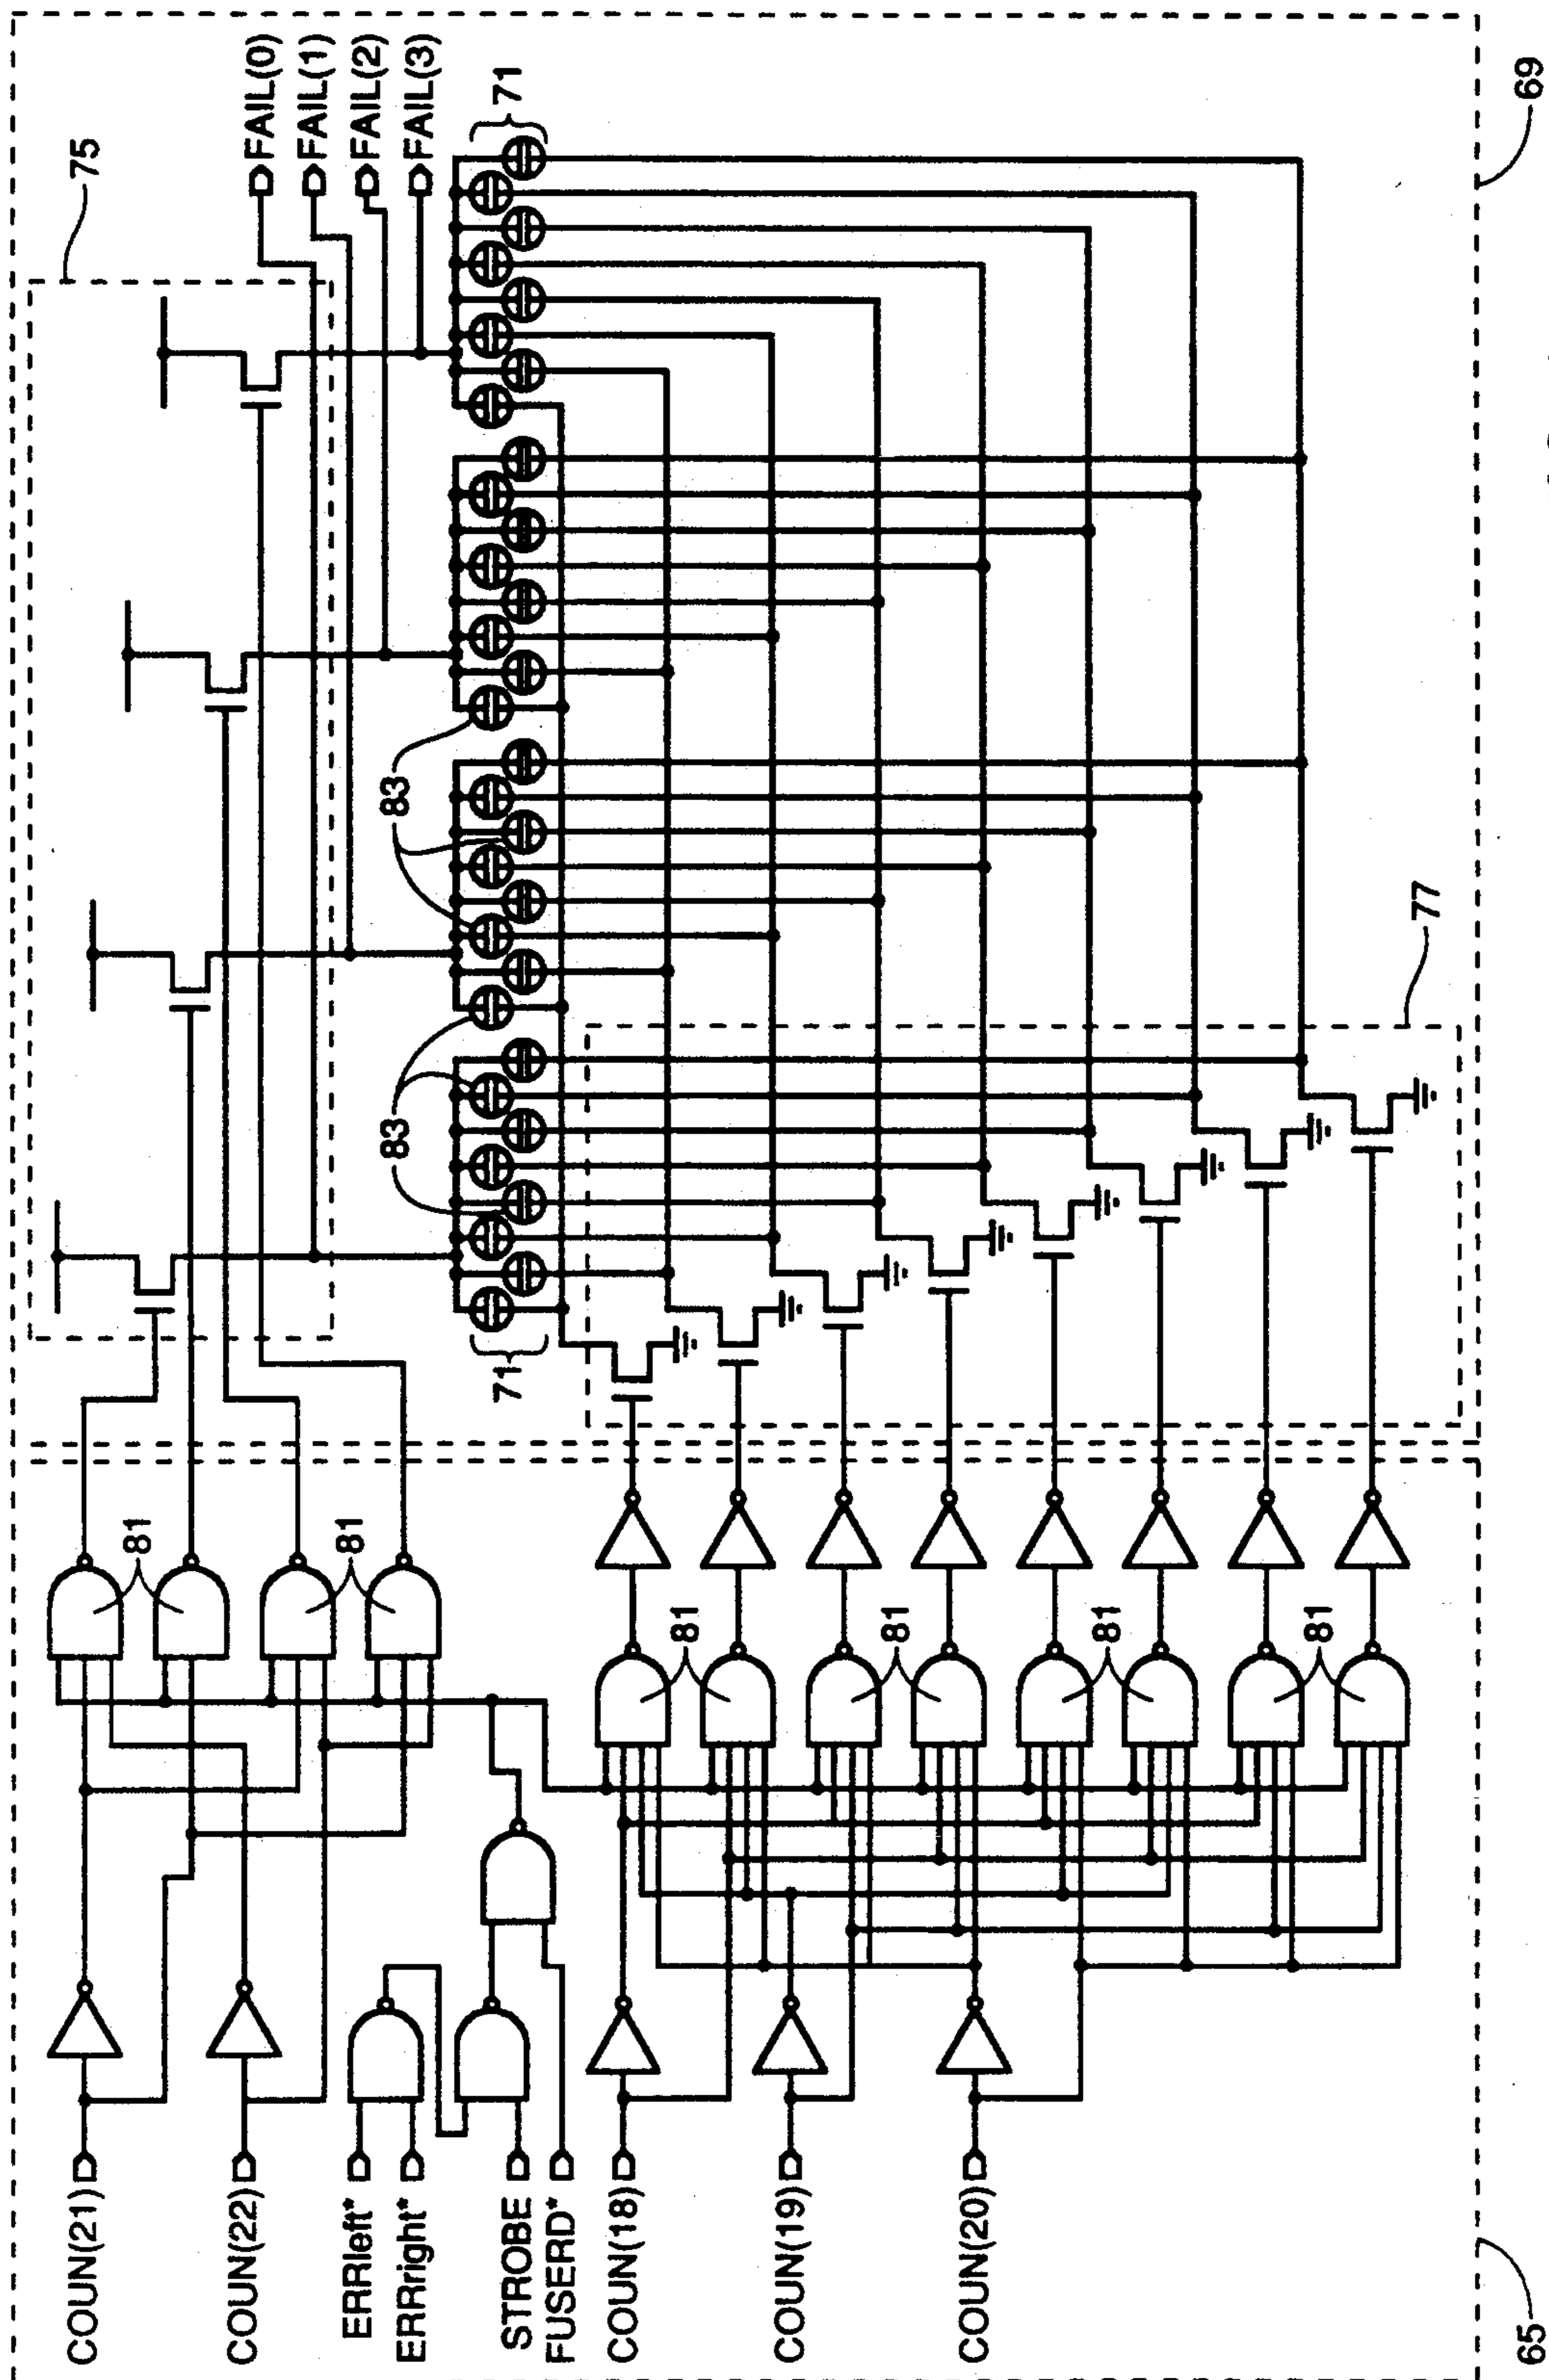 COUN(21)
COUN(22)
ERRleft*
ERRright*
STROBE
FUSERD*
COUN(18)
COUN(19)
COUN(20)
65
81
81
81
81
81
81
75
FAIL(0)
FAIL(1)
FAIL(2)
FAIL(3)
71
83
83
71
77
69